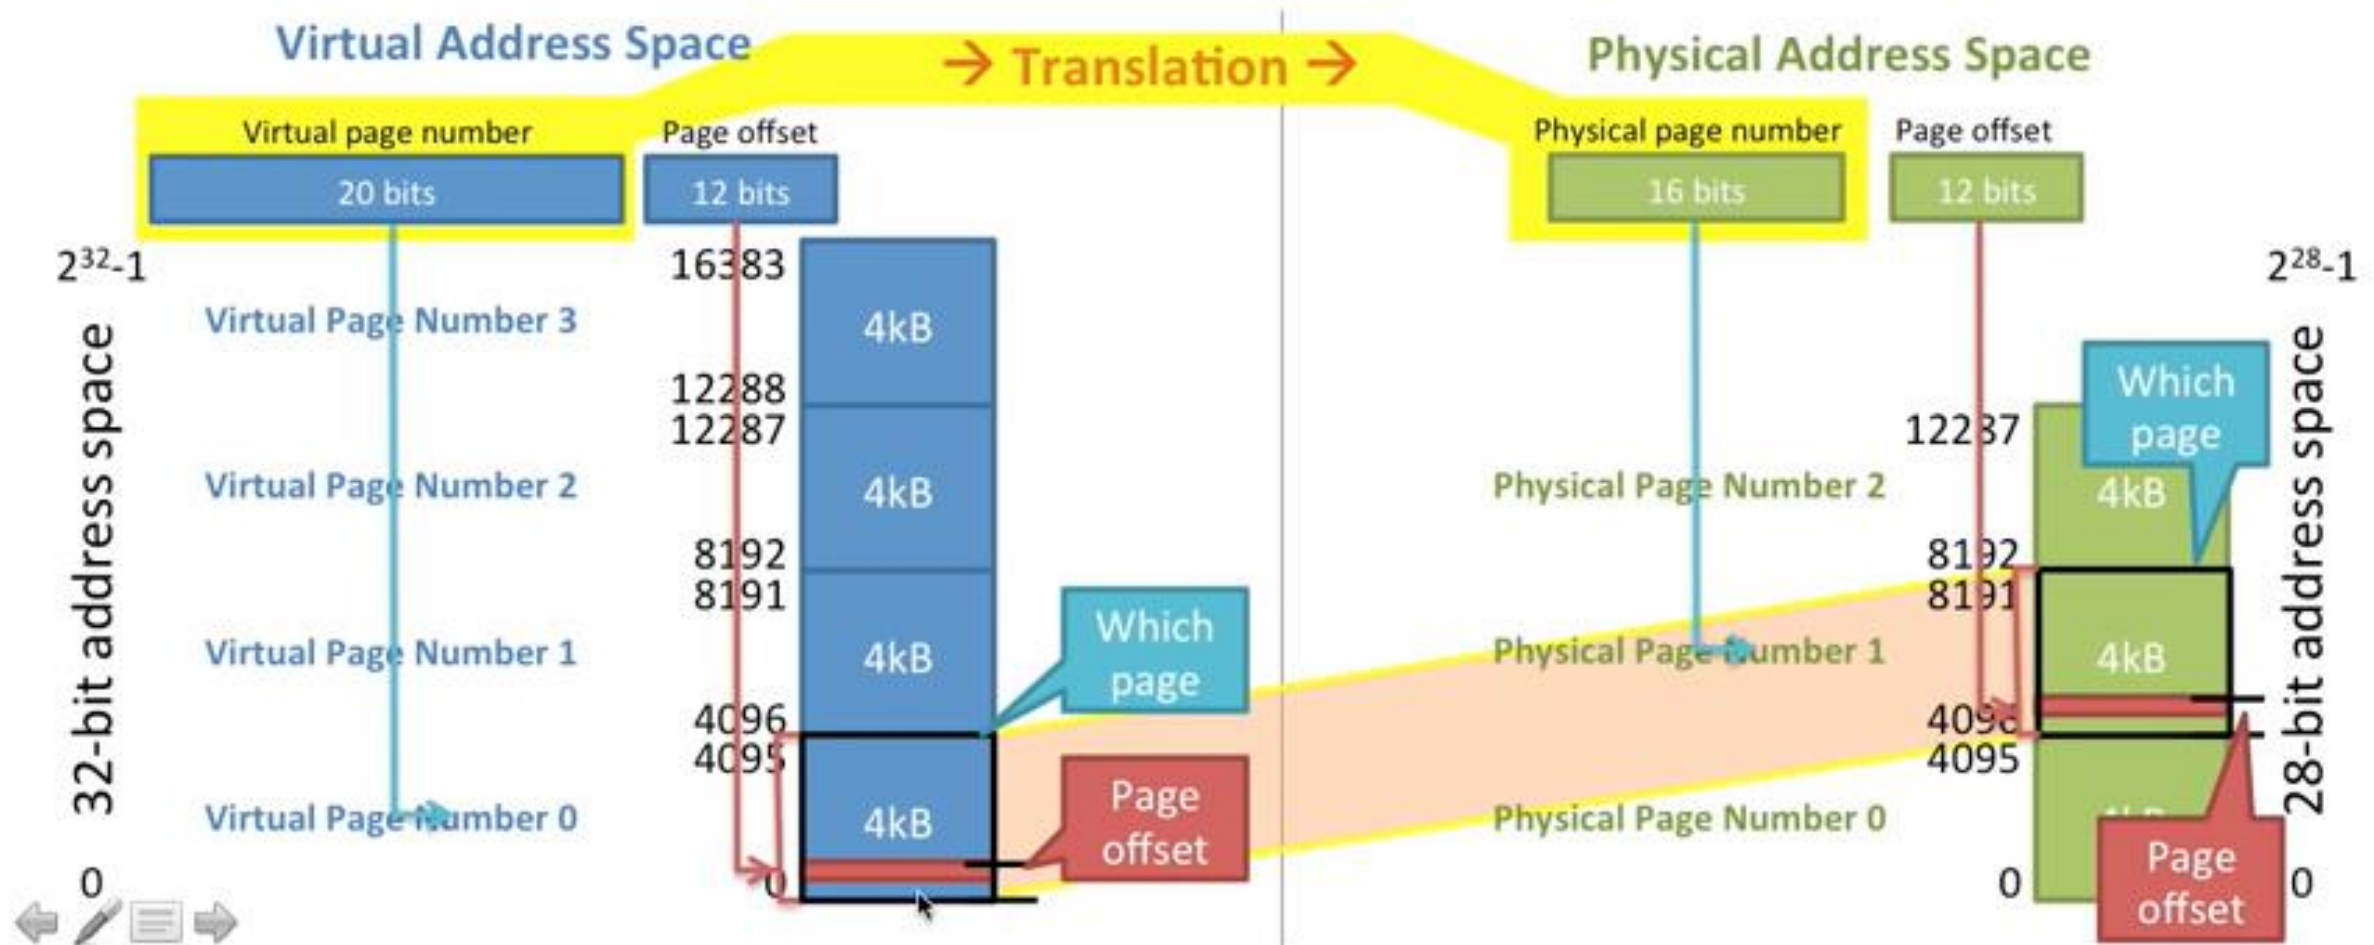 Virtual Address Space
→ Translation →
Physical Address Space
Virtual page number
Page offset
Physical page number
Page offset
20 bits
12 bits
16 bits
12 bits
2³²-1
32-bit address space
0
Virtual Page Number 3
Virtual Page Number 2
Virtual Page Number 1
Virtual Page Number 0
16383
12288
12287
8192
8191
4096
4095
0
4kB
4kB
4kB
4kB
Which
page
Page
offset
Physical Page Number 2
Physical Page Number 1
Physical Page Number 0
12287
8192
8191
4096
4095
0
4kB
4kB
4kB
Which
page
Page
offset
2²⁸-1
28-bit address space
0